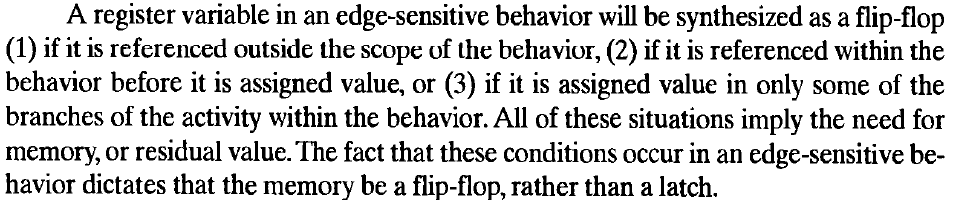 A register variable in an edge-sensitive behavior will be synthesized as a flip-flop
(1) if it is referenced outside the scope of the behavior, (2) if it is referenced within the
behavior before it is assigned value, or (3) if it is assigned value in only some of the
branches of the activity within the behavior. All of these situations imply the need for
memory, or residual value. The fact that these conditions occur in an edge-sensitive be-
havior dictates that the memory be a flip-flop, rather than a latch.